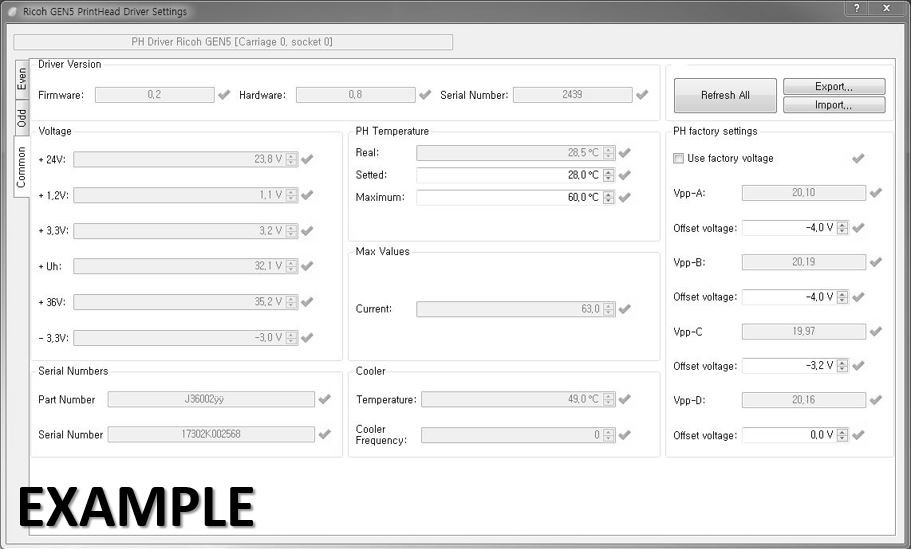 Ricoh GEN5 PrintHead Driver Settings
PH Driver Ricoh GEN5 [Carriage 0, socket 0]
Even
Odd
Common
Driver Version
Firmware: 0,2 Hardware: 0,8 Serial Number: 2439
Refresh All
Export,,,
Import,,,
Voltage
+ 24V: 23,8 V
+ 1,2V: 1,1 V
+ 3,3V: 3,2 V
+ Uh: 32,1 V
+ 36V: 35,2 V
- 3,3V: -3,0 V
PH Temperature
Real: 28,5 ℃
Setted: 28,0 ℃
Maximum: 60,0 ℃
Max Values
Current: 63,0
PH factory settings
Use factory voltage
Vpp-A: 20,10
Offset voltage: -4,0 V
Vpp-B: 20,19
Offset voltage: -4,0 V
Vpp-C 19,97
Offset voltage: -3,2 V
Vpp-D: 20,16
Offset voltage: 0,0 V
Serial Numbers
Part Number J36002ÿÿ
Serial Number 17302K002568
Cooler
Temperature: 49,0 ℃
Cooler
Frequency: 0
EXAMPLE